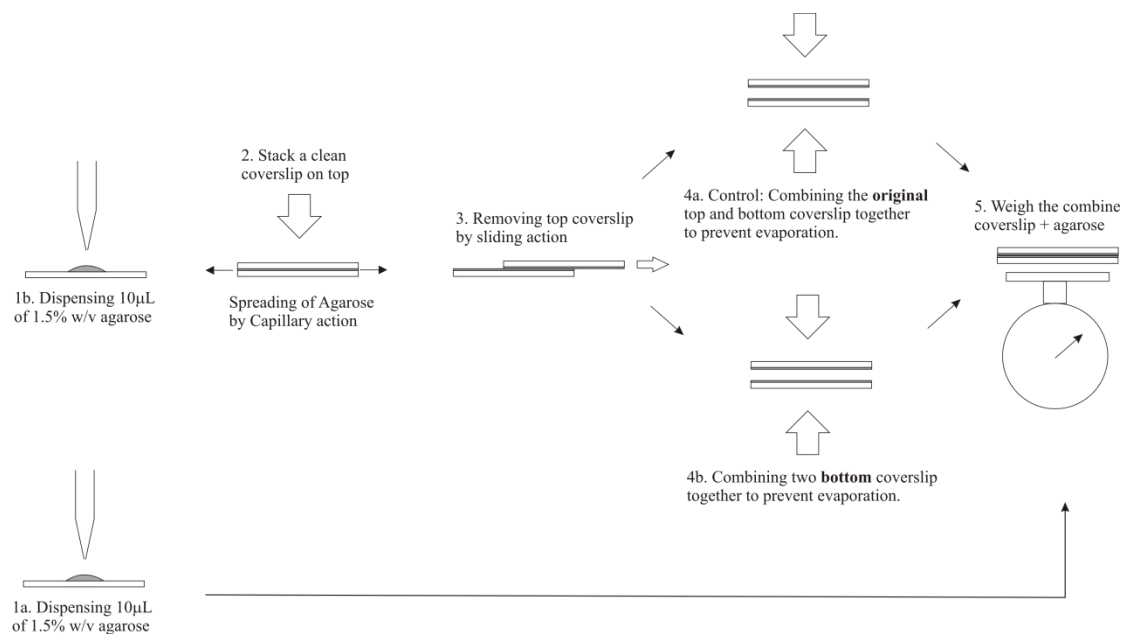 2. Stack a clean
coverslip on top
3. Removing top coverslip
by sliding action
4a. Control: Combining the original
top and bottom coverslip together
to prevent evaporation.
5. Weigh the combine
coverslip + agarose
1b. Dispensing 10μL
of 1.5% w/v agarose
Spreading of Agarose
by Capillary action
4b. Combining two bottom coverslip
together to prevent evaporation.
1a. Dispensing 10μL
of 1.5% w/v agarose